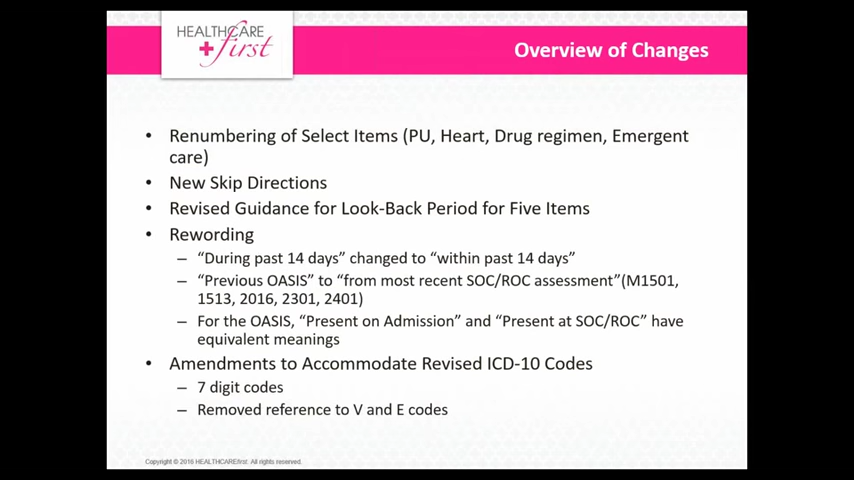 HEALTHCARE
first
Overview of Changes
• Renumbering of Select Items (PU, Heart, Drug regimen, Emergent
care)
• New Skip Directions
• Revised Guidance for Look-Back Period for Five Items
• Rewording
– “During past 14 days” changed to “within past 14 days”
– “Previous OASIS” to “from most recent SOC/ROC assessment”(M1501,
1513, 2016, 2301, 2401)
– For the OASIS, “Present on Admission” and “Present at SOC/ROC” have
equivalent meanings
• Amendments to Accommodate Revised ICD-10 Codes
– 7 digit codes
– Removed reference to V and E codes
Copyright © 2016 HEALTHCAREfirst. All rights reserved.